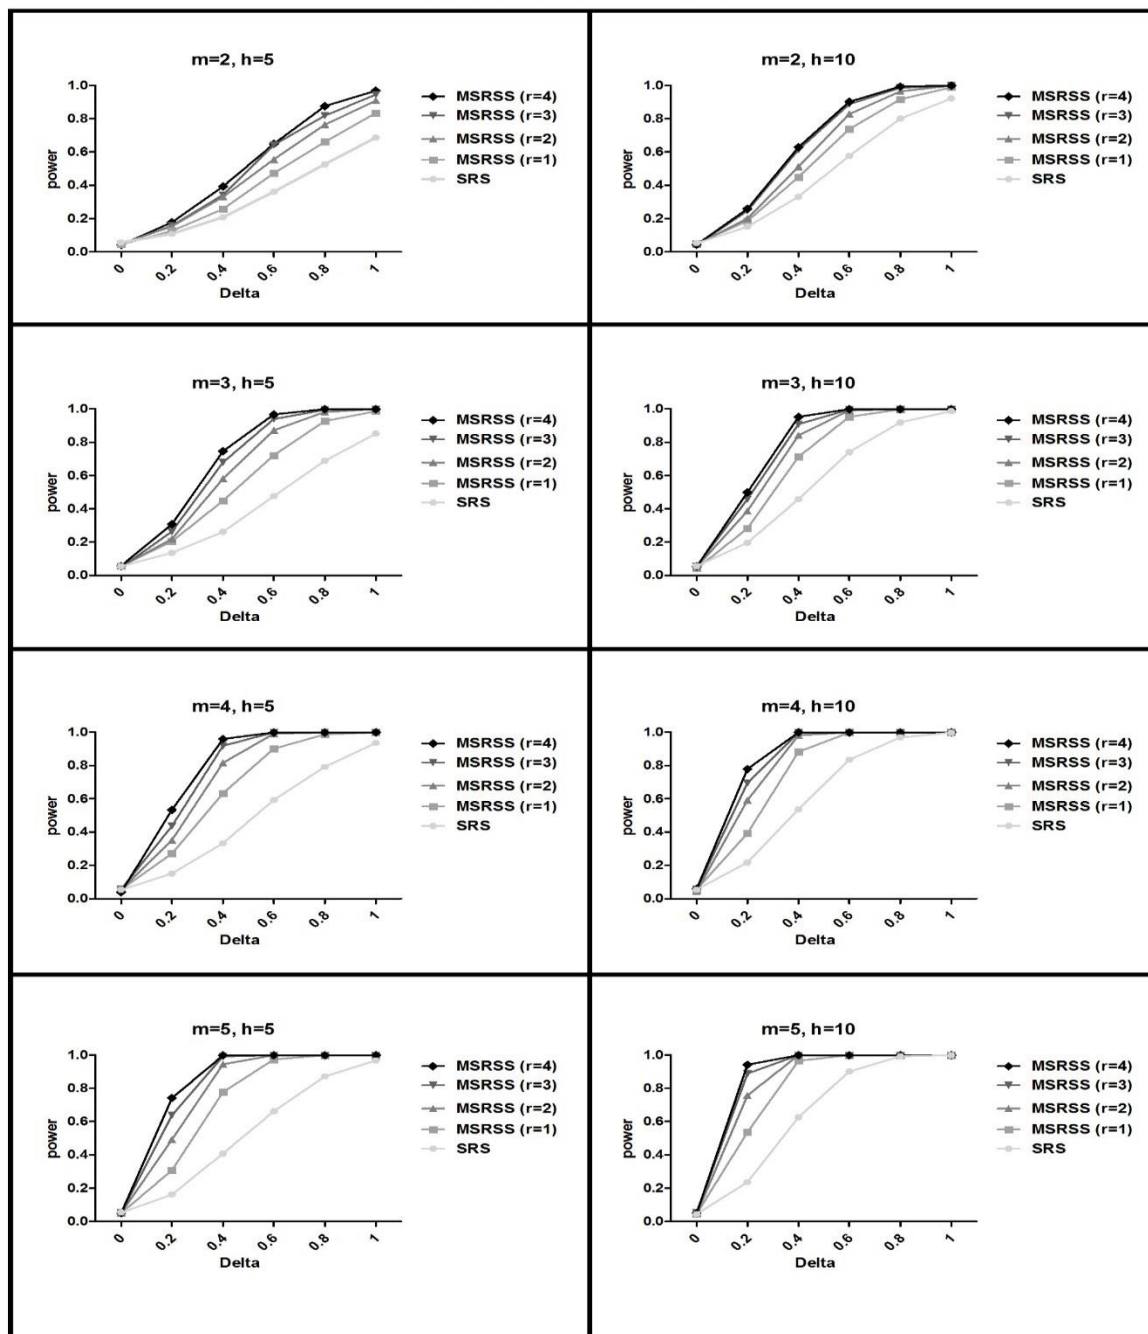 m=2, h=5
power
1.0
0.8
0.6
0.4
0.2
0.0
0 0.2 0.4 0.6 0.8 1
Delta
MSRSS (r=4)
MSRSS (r=3)
MSRSS (r=2)
MSRSS (r=1)
SRS
m=2, h=10
power
1.0
0.8
0.6
0.4
0.2
0.0
0 0.2 0.4 0.6 0.8 1
Delta
MSRSS (r=4)
MSRSS (r=3)
MSRSS (r=2)
MSRSS (r=1)
SRS
m=3, h=5
power
1.0
0.8
0.6
0.4
0.2
0.0
0 0.2 0.4 0.6 0.8 1
Delta
MSRSS (r=4)
MSRSS (r=3)
MSRSS (r=2)
MSRSS (r=1)
SRS
m=3, h=10
power
1.0
0.8
0.6
0.4
0.2
0.0
0 0.2 0.4 0.6 0.8 1
Delta
MSRSS (r=4)
MSRSS (r=3)
MSRSS (r=2)
MSRSS (r=1)
SRS
m=4, h=5
power
1.0
0.8
0.6
0.4
0.2
0.0
0 0.2 0.4 0.6 0.8 1
Delta
MSRSS (r=4)
MSRSS (r=3)
MSRSS (r=2)
MSRSS (r=1)
SRS
m=4, h=10
power
1.0
0.8
0.6
0.4
0.2
0.0
0 0.2 0.4 0.6 0.8 1
Delta
MSRSS (r=4)
MSRSS (r=3)
MSRSS (r=2)
MSRSS (r=1)
SRS
m=5, h=5
power
1.0
0.8
0.6
0.4
0.2
0.0
0 0.2 0.4 0.6 0.8 1
Delta
MSRSS (r=4)
MSRSS (r=3)
MSRSS (r=2)
MSRSS (r=1)
SRS
m=5, h=10
power
1.0
0.8
0.6
0.4
0.2
0.0
0 0.2 0.4 0.6 0.8 1
Delta
MSRSS (r=4)
MSRSS (r=3)
MSRSS (r=2)
MSRSS (r=1)
SRS